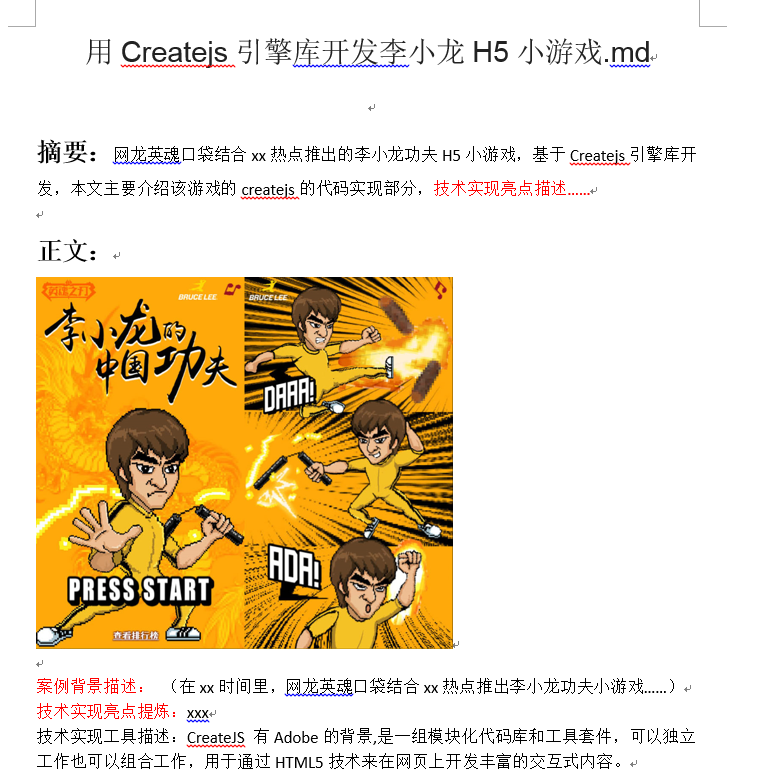 用 Createjs 引擎库开发李小龙 H5 小游戏.md
摘要：网龙英魂口袋结合 xx 热点推出的李小龙功夫 H5 小游戏，基于 Createjs 引擎库开
发，本文主要介绍该游戏的 createjs 的代码实现部分，技术实现亮点描述……
正文：
BRUCE LEE
李小龙的
中国功夫
PRESS START
查看排行榜
BRUCE LEE
DAAA!
ADA!
案例背景描述： （在 xx 时间里，网龙英魂口袋结合 xx 热点推出李小龙功夫小游戏……）
技术实现亮点提炼：xxx
技术实现工具描述：CreateJS 有 Adobe 的背景,是一组模块化代码库和工具套件，可以独立
工作也可以组合工作，用于通过 HTML5 技术来在网页上开发丰富的交互式内容。